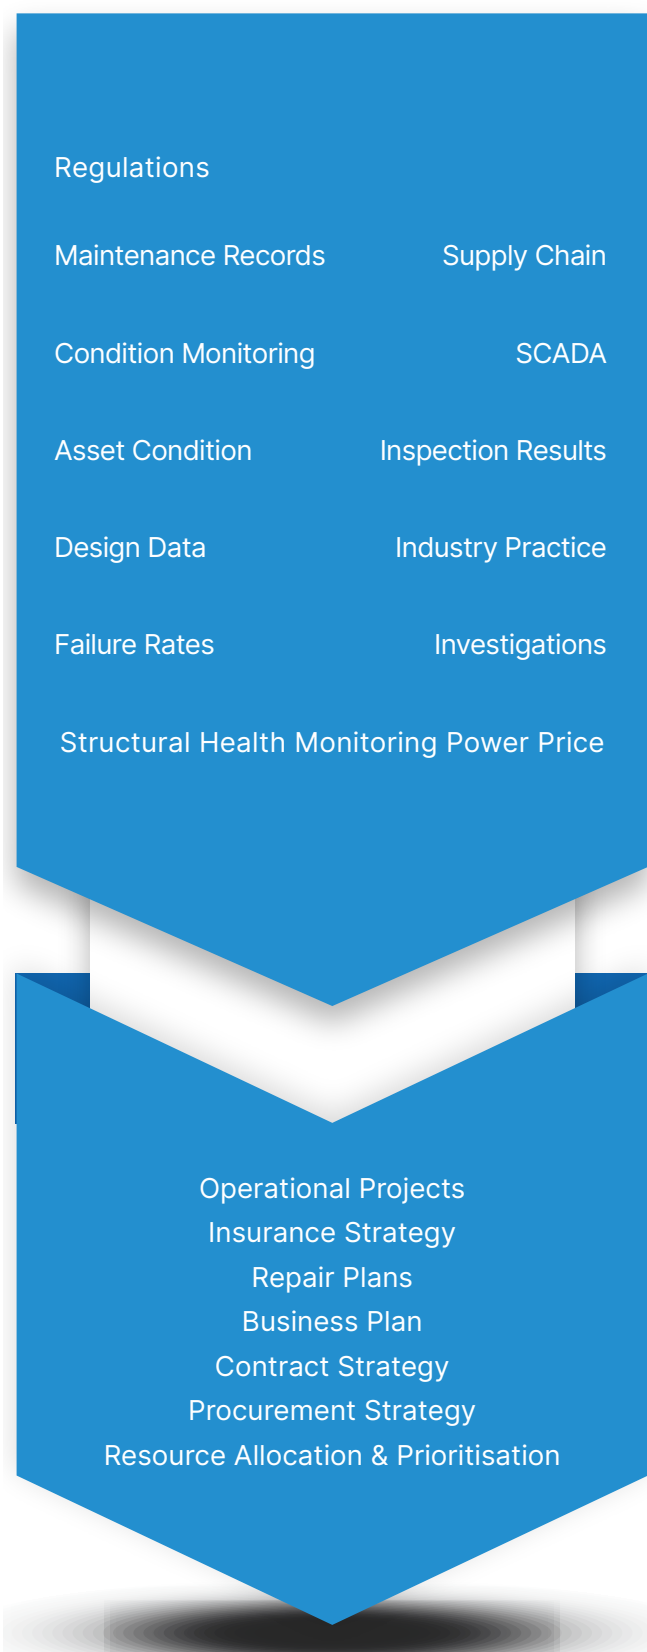 Regulations
Maintenance Records Supply Chain
Condition Monitoring SCADA
Asset Condition Inspection Results
Design Data Industry Practice
Failure Rates Investigations
Structural Health Monitoring Power Price
Operational Projects
Insurance Strategy
Repair Plans
Business Plan
Contract Strategy
Procurement Strategy
Resource Allocation & Prioritisation